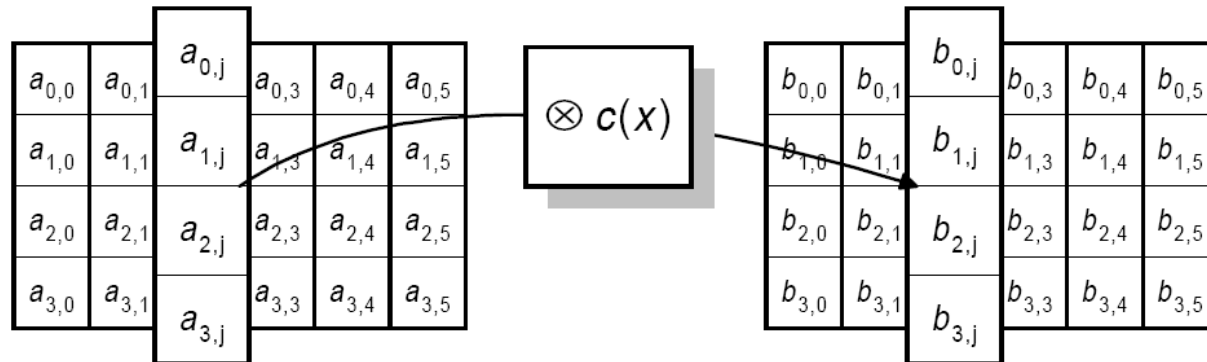 a0,j
a0,0 a0,1 a0,3 a0,4 a0,5
a1,j
a1,0 a1,1 a1,3 a1,4 a1,5
a2,j
a2,0 a2,1 a2,3 a2,4 a2,5
a3,j
a3,0 a3,1 a3,3 a3,4 a3,5
⊗ c(x)
b0,j
b0,0 b0,1 b0,3 b0,4 b0,5
b1,j
b1,0 b1,1 b1,3 b1,4 b1,5
b2,j
b2,0 b2,1 b2,3 b2,4 b2,5
b3,j
b3,0 b3,1 b3,3 b3,4 b3,5